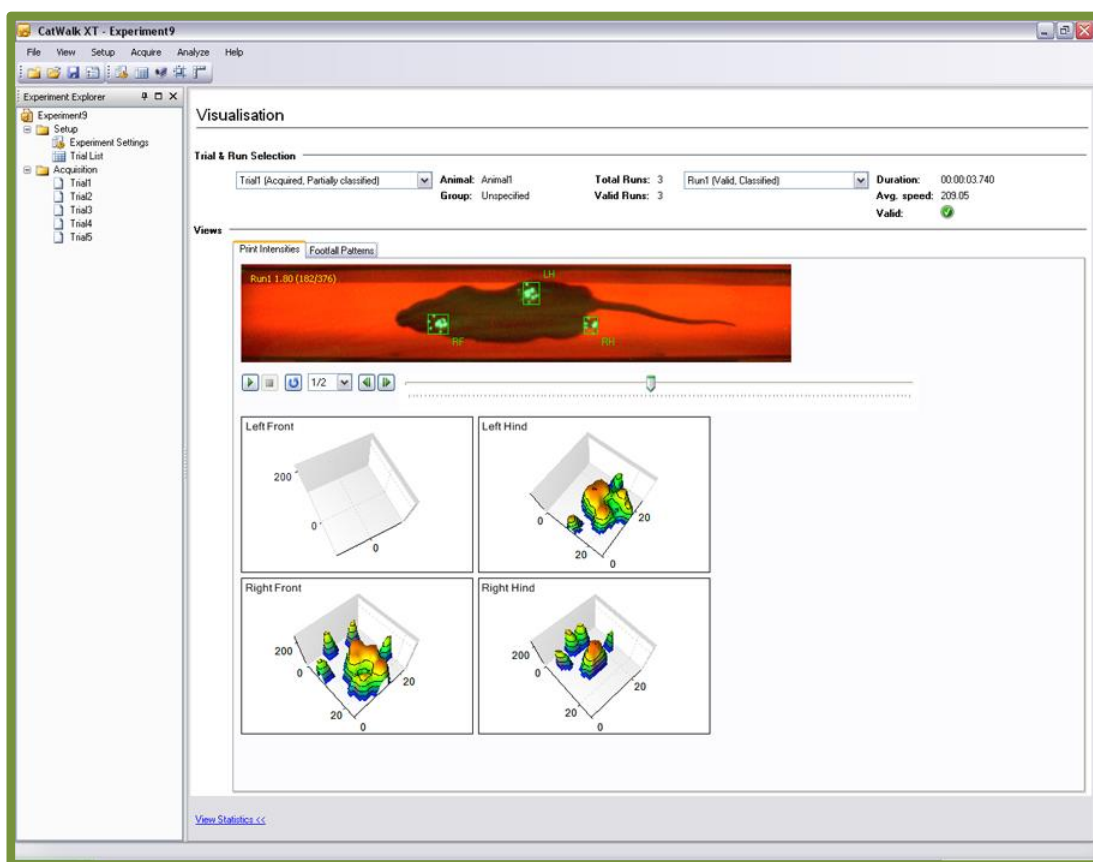 CatWalk XT - Experiment9
File View Setup Acquire Analyze Help
Experiment Explorer
Experiment9
Setup
Experiment Settings
Trial List
Acquisition
Trial1
Trial2
Trial3
Trial4
Trial5
Visualisation
Trial & Run Selection
Trial1 (Acquired, Partially classified) Animal: Animal1 Total Runs: 3 Run1 (Valid, Classified) Duration: 00:00:03.740
Group: Unspecified Valid Runs: 3 Avg. speed: 209.05
Valid:
Views
Print Intensities Footfall Patterns
Run1 1.80 (182/376)
LH
RF
RH
1/2
Left Front
200
0
0
Left Hind
0
20
20
0
Right Front
200
0
20
20
0
Right Hind
200
0
20
20
0
View Statistics <<